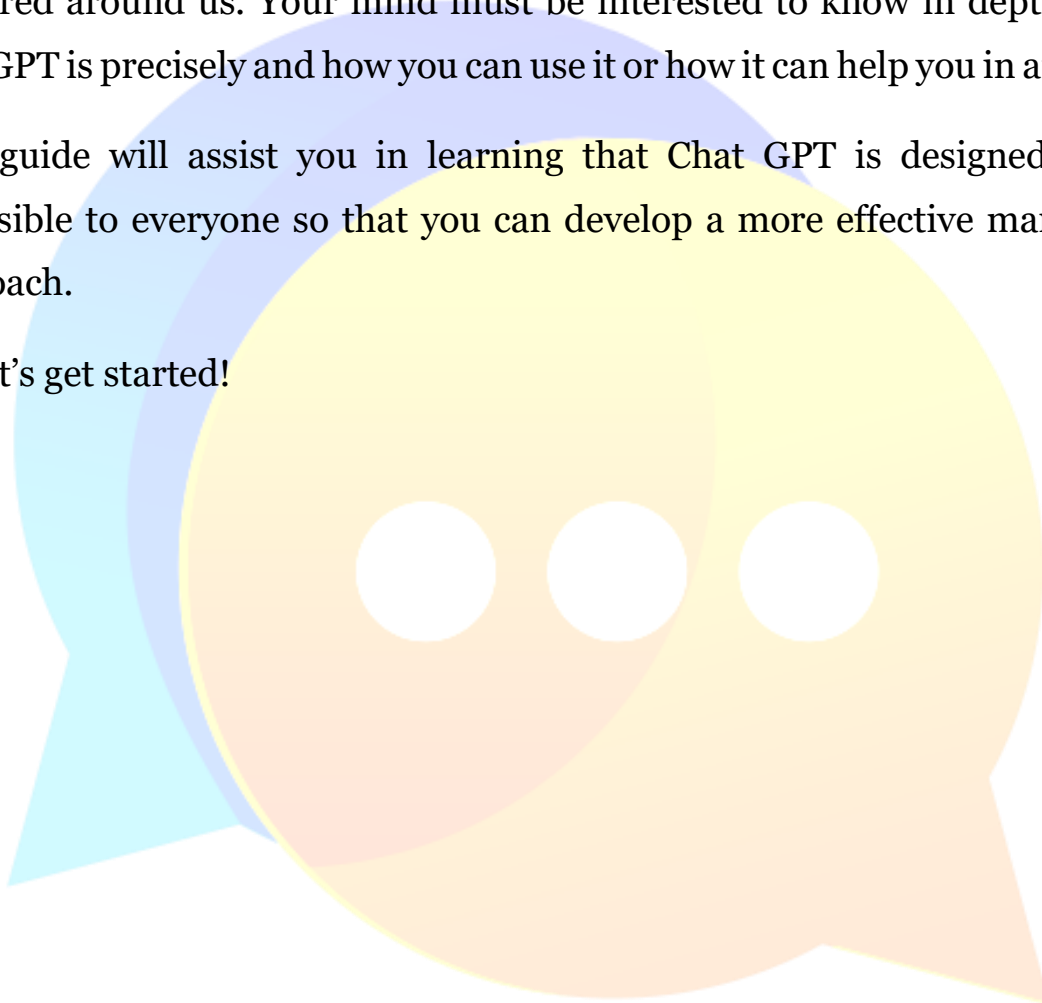 red around us. Your mind must be interested to know in dept
GPT is precisely and how you can use it or how it can help you in a
guide will assist you in learning that Chat GPT is designed
sible to everyone so that you can develop a more effective mar
oach.
t’s get started!